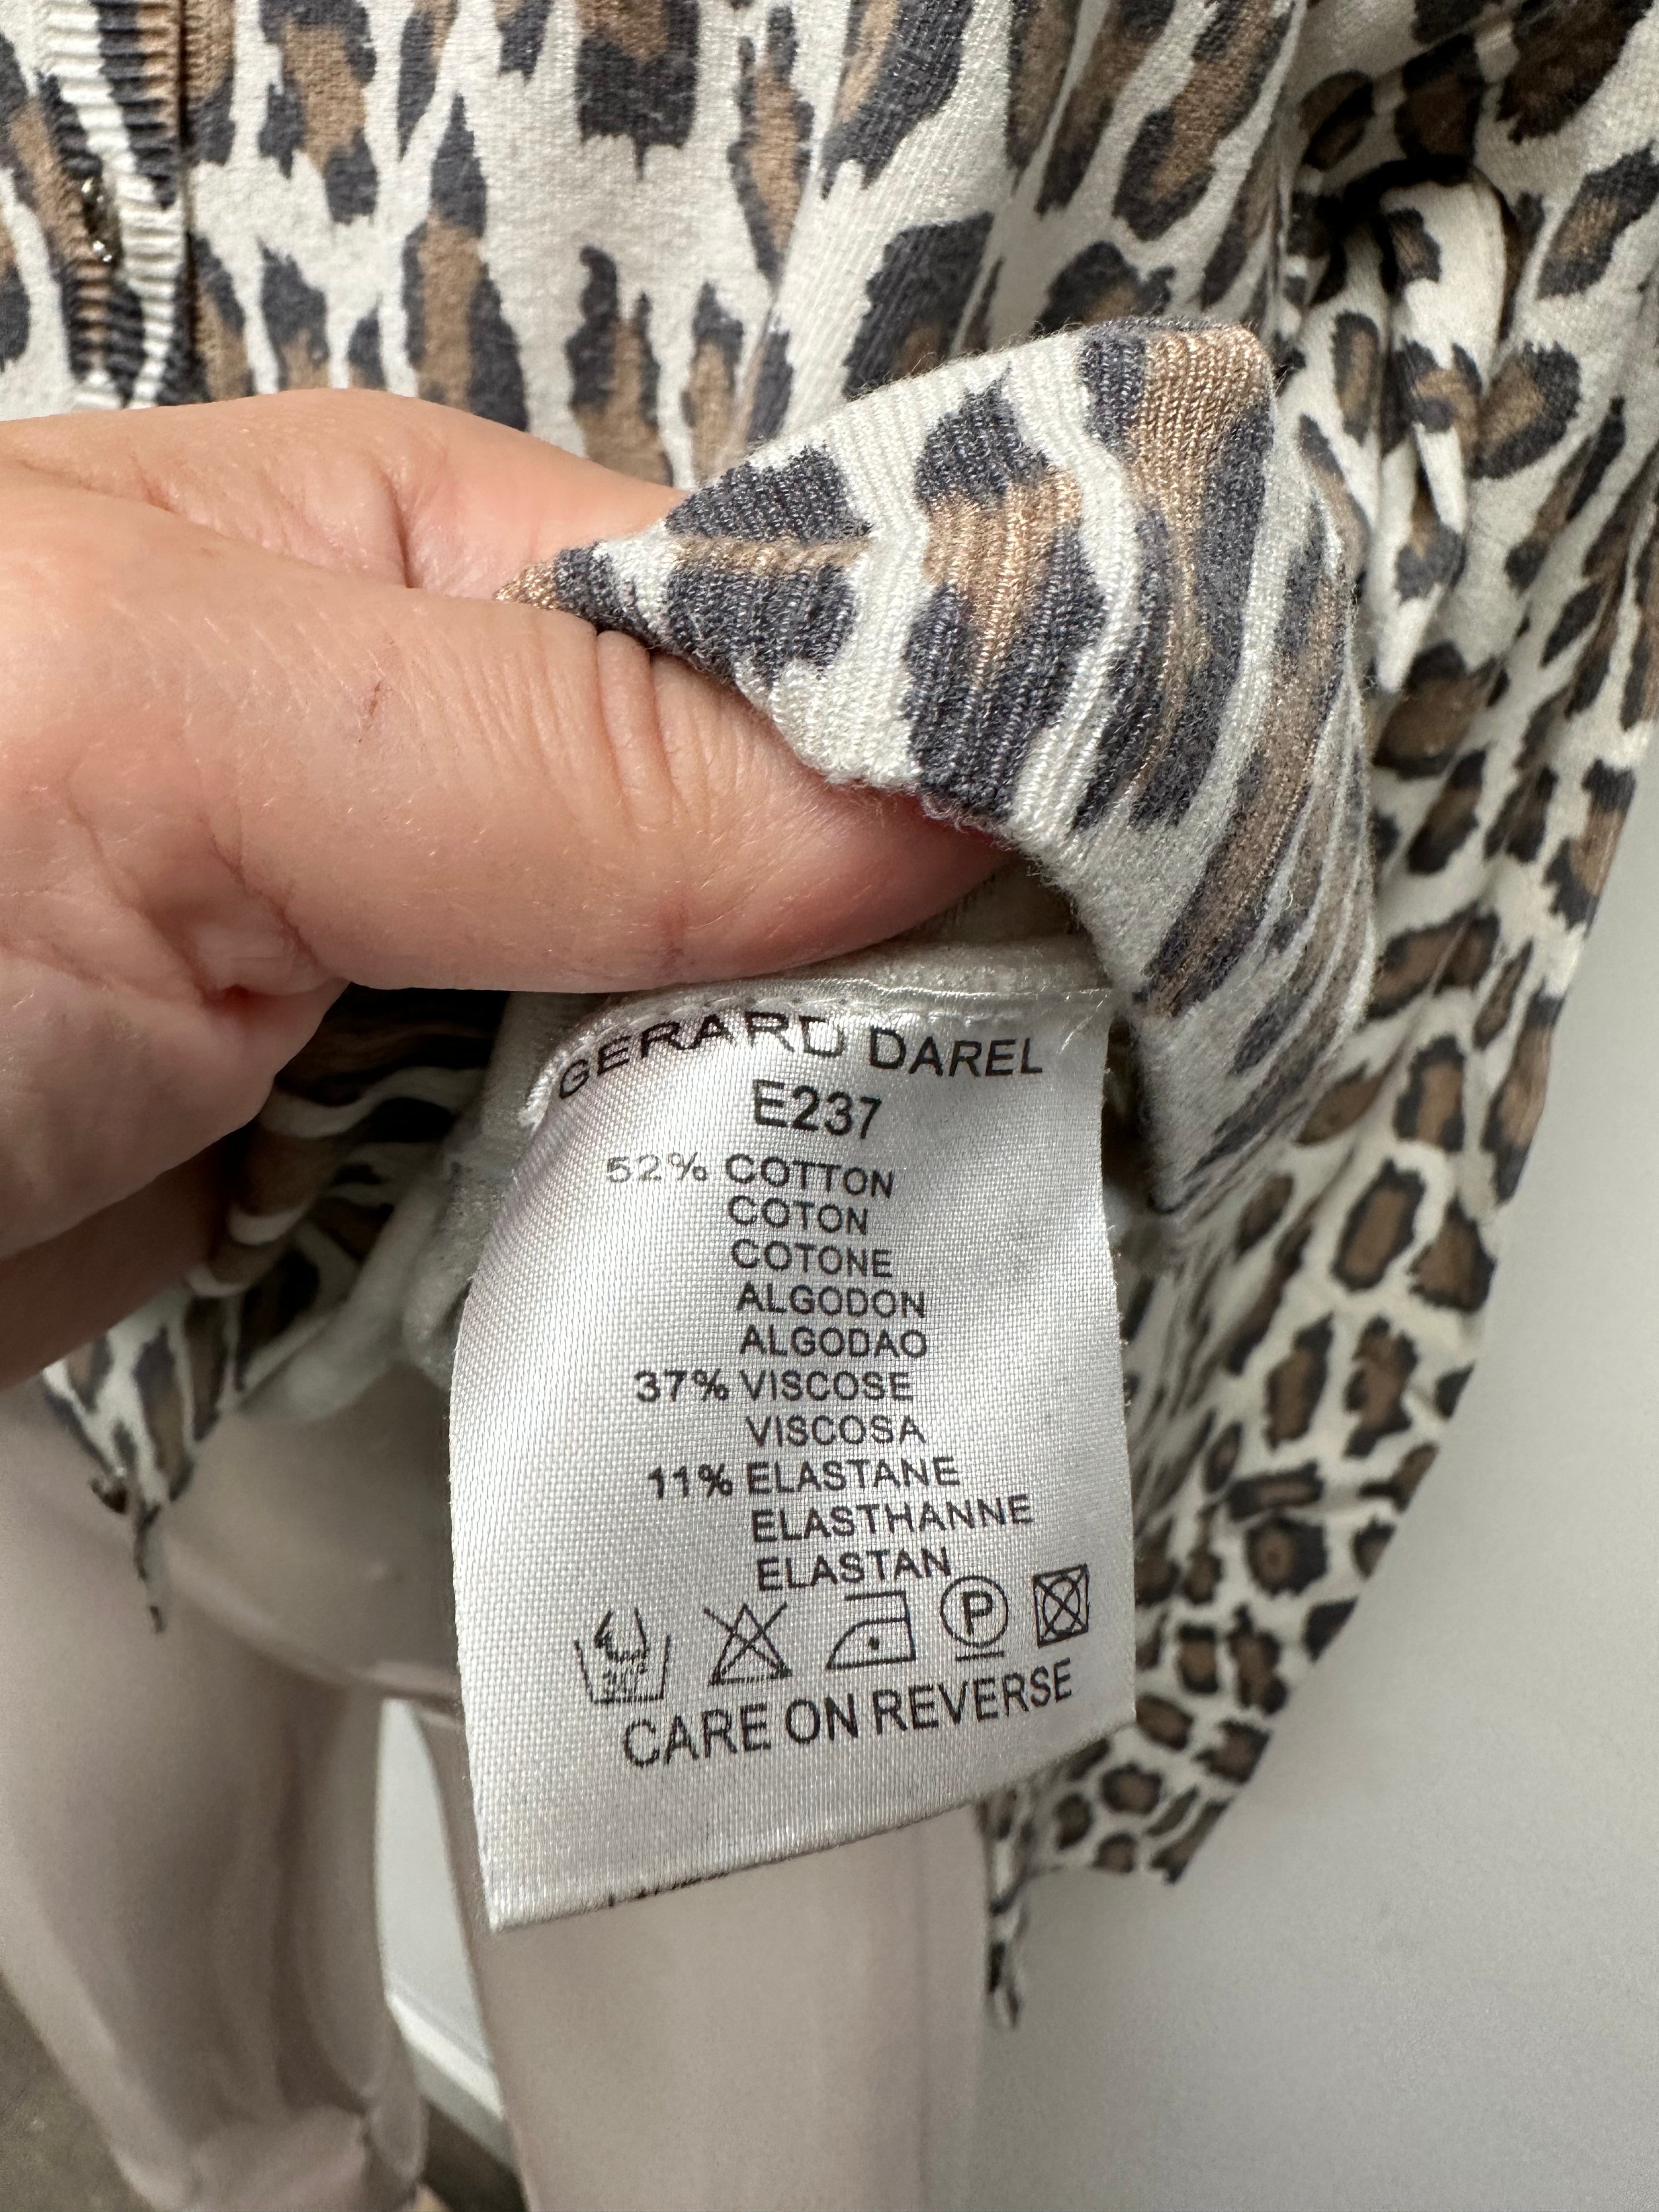 GERARD DAREL
E237
52% COTTON
COTON
COTONE
ALGODON
ALGODAO
37% VISCOSE
VISCOSA
11% ELASTANE
ELASTHANNE
ELASTAN
30° P
CARE ON REVERSE